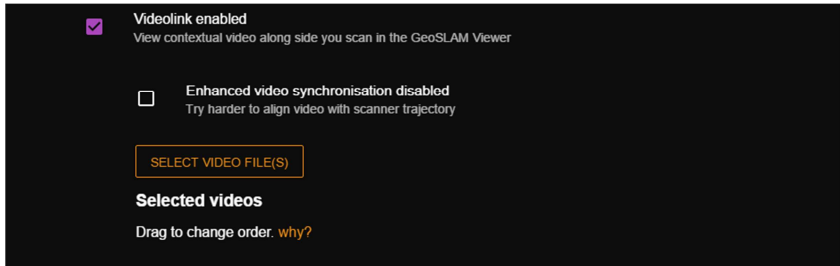 Videolink enabled
View contextual video along side you scan in the GeoSLAM Viewer
Enhanced video synchronisation disabled
Try harder to align video with scanner trajectory
SELECT VIDEO FILE(S)
Selected videos
Drag to change order. why?